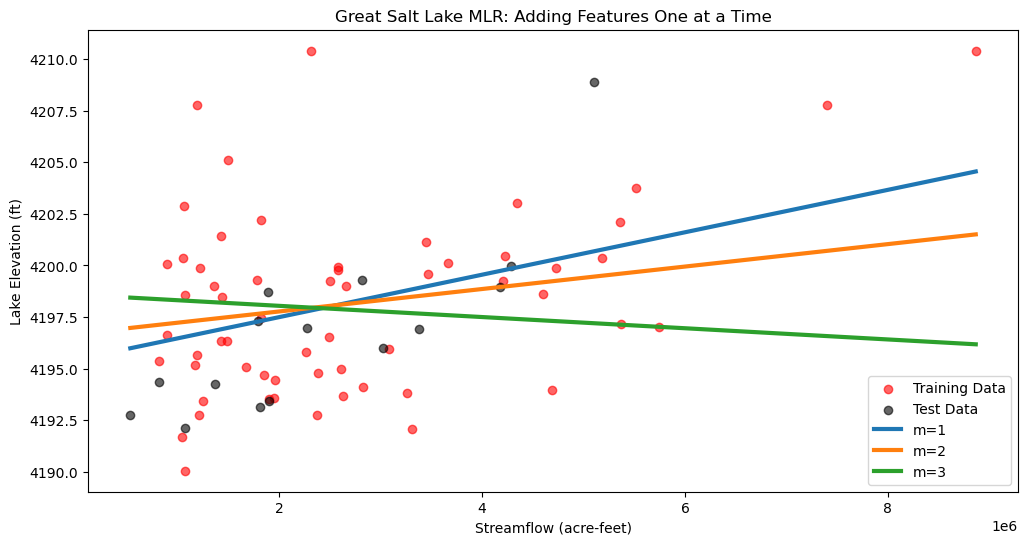 Great Salt Lake MLR: Adding Features One at a Time
Lake Elevation (ft)
4210.0
4207.5
4205.0
4202.5
4200.0
4197.5
4195.0
4192.5
4190.0
Training Data
Test Data
m=1
m=2
m=3
2 4 6 8
1e6
Streamflow (acre-feet)